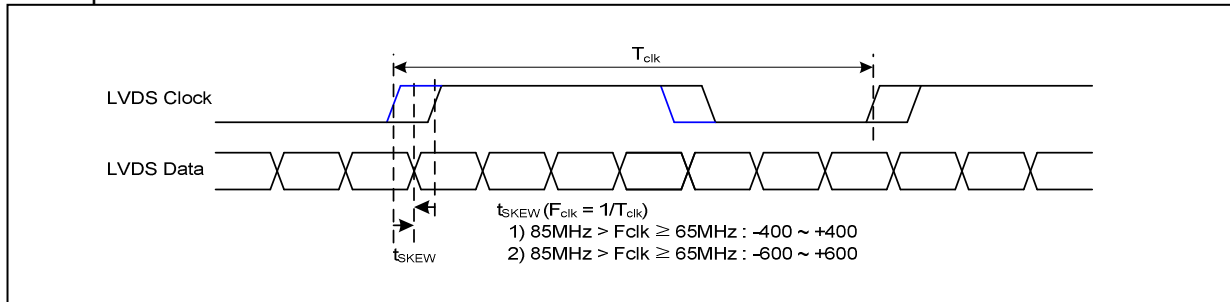 Tclk
LVDS Clock
LVDS Data
tSKEW (Fclk = 1/Tclk)
1) 85MHz > Fclk ≥ 65MHz : -400 ~ +400
tSKEW
2) 85MHz > Fclk ≥ 65MHz : -600 ~ +600